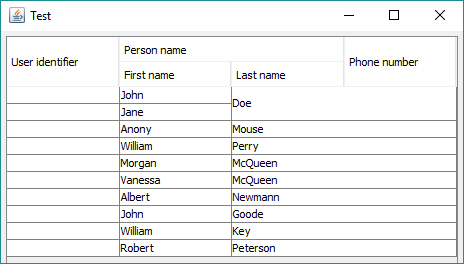 Test
User identifier
Person name
Phone number
First name
Last name
John
Doe
Jane
Anony Mouse
William Perry
Morgan McQueen
Vanessa McQueen
Albert Newmann
John Goode
William Key
Robert Peterson